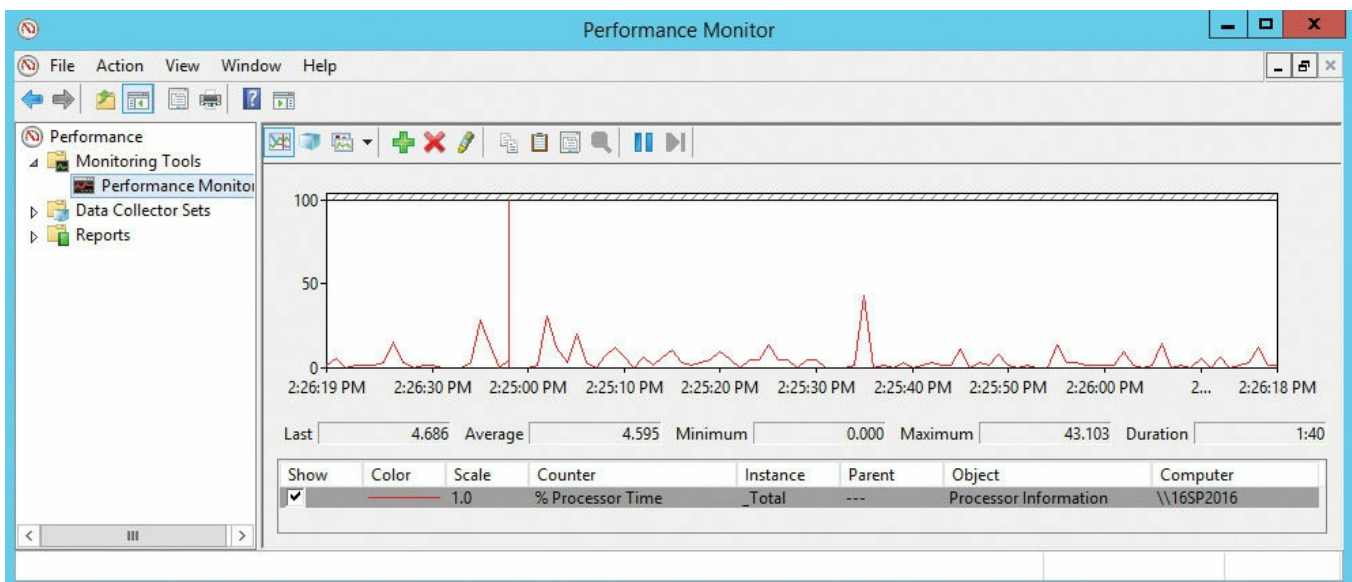 Performance Monitor
File Action View Window Help
Performance
Monitoring Tools
Performance Monitor
Data Collector Sets
Reports
100
50
0
2:26:19 PM 2:26:30 PM 2:25:00 PM 2:25:10 PM 2:25:20 PM 2:25:30 PM 2:25:40 PM 2:25:50 PM 2:26:00 PM 2... 2:26:18 PM
Last 4.686 Average 4.595 Minimum 0.000 Maximum 43.103 Duration 1:40
Show Color Scale Counter Instance Parent Object Computer
1.0 % Processor Time _Total --- Processor Information \\16SP2016